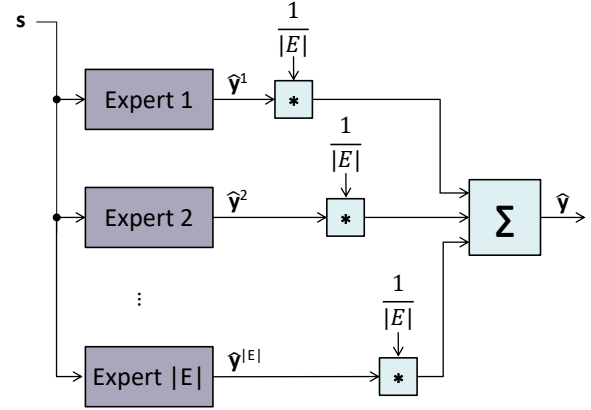 s
1
|E|
Expert 1
ŷ¹
*
1
|E|
Expert 2
ŷ²
*
Σ
ŷ
⋮
1
|E|
Expert |E|
ŷ|E|
*